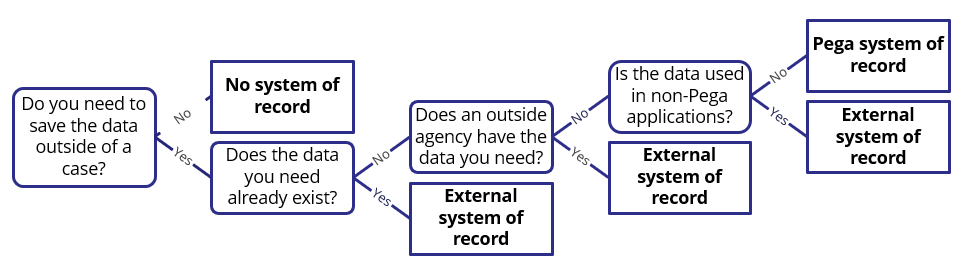 Do you need to
save the data
outside of a
case?
No
No system of
record
Yes
Does the data
you need
already exist?
No
Does an outside
agency have the
data you need?
Yes
External
system of
record
No
Is the data used
in non-Pega
applications?
Yes
External
system of
record
No
Pega system of
record
Yes
External
system of
record